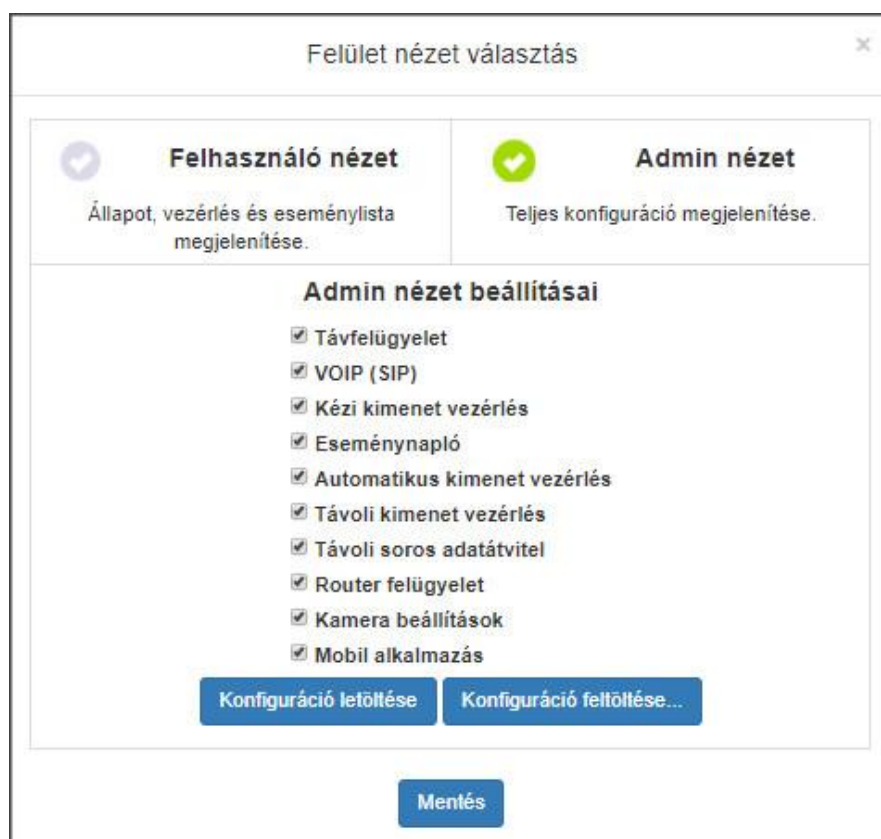 Felület nézet választás
Felhasználó nézet
Admin nézet
Állapot, vezérlés és eseménylista
megjelenítése.
Teljes konfiguráció megjelenítése.
Admin nézet beállításai
Távfelügyelet
VOIP (SIP)
Kézi kimenet vezérlés
Eseménynapló
Automatikus kimenet vezérlés
Távoli kimenet vezérlés
Távoli soros adatátvitel
Router felügyelet
Kamera beállítások
Mobil alkalmazás
Konfiguráció letöltése
Konfiguráció feltöltése...
Mentés